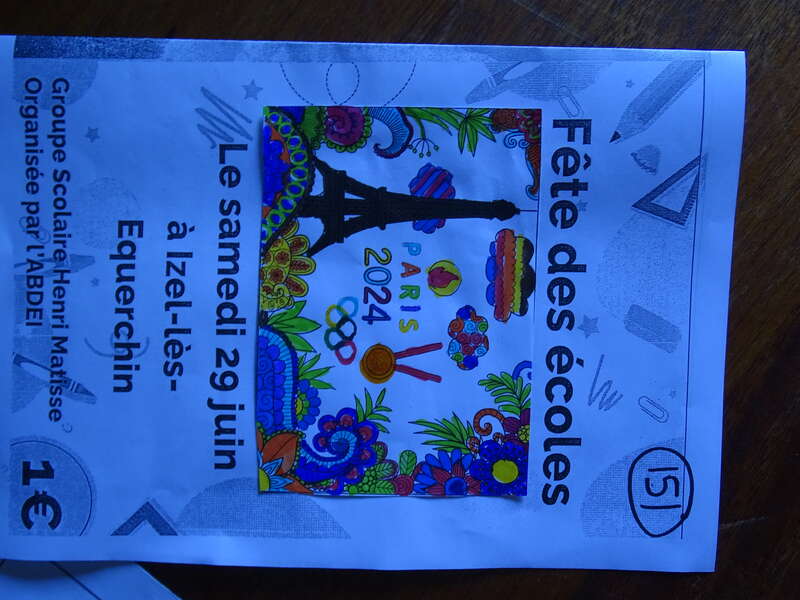 151
Fête des écoles
PARIS
2024
Le samedi 29 juin
à Izel-lès-
Equerchin
Groupe Scolaire Henri Matisse
Organisée par l'ABDEI
1€